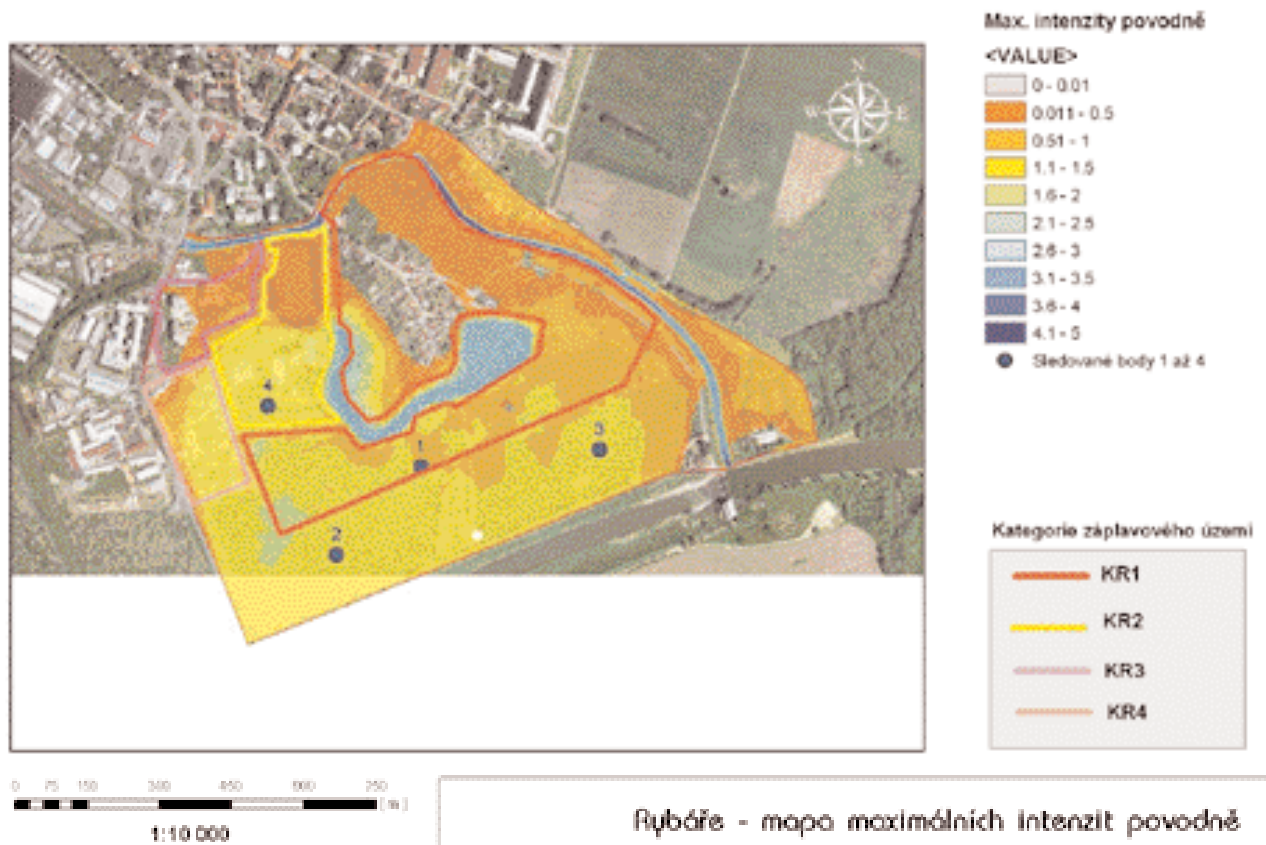 Max. intenzity povodně
<VALUE>
0 - 0.01
0.011 - 0.5
0.51 - 1
1.1 - 1.5
1.6 - 2
2.1 - 2.5
2.6 - 3
3.1 - 3.5
3.6 - 4
4.1 - 5
Sledované body 1 až 4
N
W E
S
4
1
3
2
Kategorie záplavového území
KR1
KR2
KR3
KR4
0 75 150 300 450 600
[m]
1:10 000
Rybáře - mapa maximálních intenzit povodně